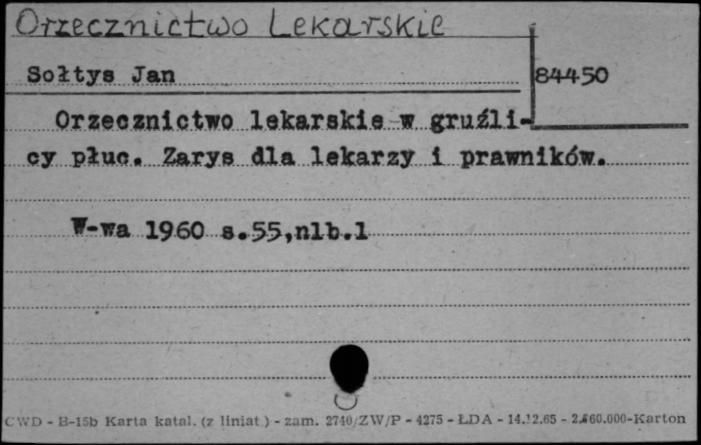 Orzecznictwo Lekarskie
Sołtys Jan
84450
Orzecznictwo lekarskie w gruźli-
cy płuc. Zarys dla lekarzy i prawników.
W-wa 1960 s.55,nlb.1
CWD - B-15b Karta katal. (z liniat.) - zam. 2740/ZW/P - 4275 - ŁDA - 14.12.65 - 2.860.000-Karton